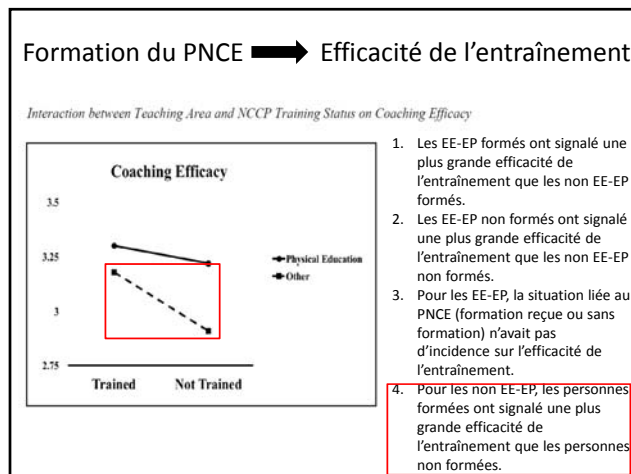 Formation du PNCE Efficacité de l'entraînement
Interaction between Teaching Area and NCCP Training Status on Coaching Efficacy
Coaching Efficacy
3.5
3.25
3
2.75
Trained Not Trained
Physical Education
Other
1. Les EE-EP formés ont signalé une
plus grande efficacité de
l'entraînement que les non EE-EP
formés.
2. Les EE-EP non formés ont signalé
une plus grande efficacité de
l'entraînement que les non EE-EP
non formés.
3. Pour les EE-EP, la situation liée au
PNCE (formation reçue ou sans
formation) n'avait pas
d'incidence sur l'efficacité de
l'entraînement.
4. Pour les non EE-EP, les personnes
formées ont signalé une plus
grande efficacité de
l'entraînement que les personnes
non formées.